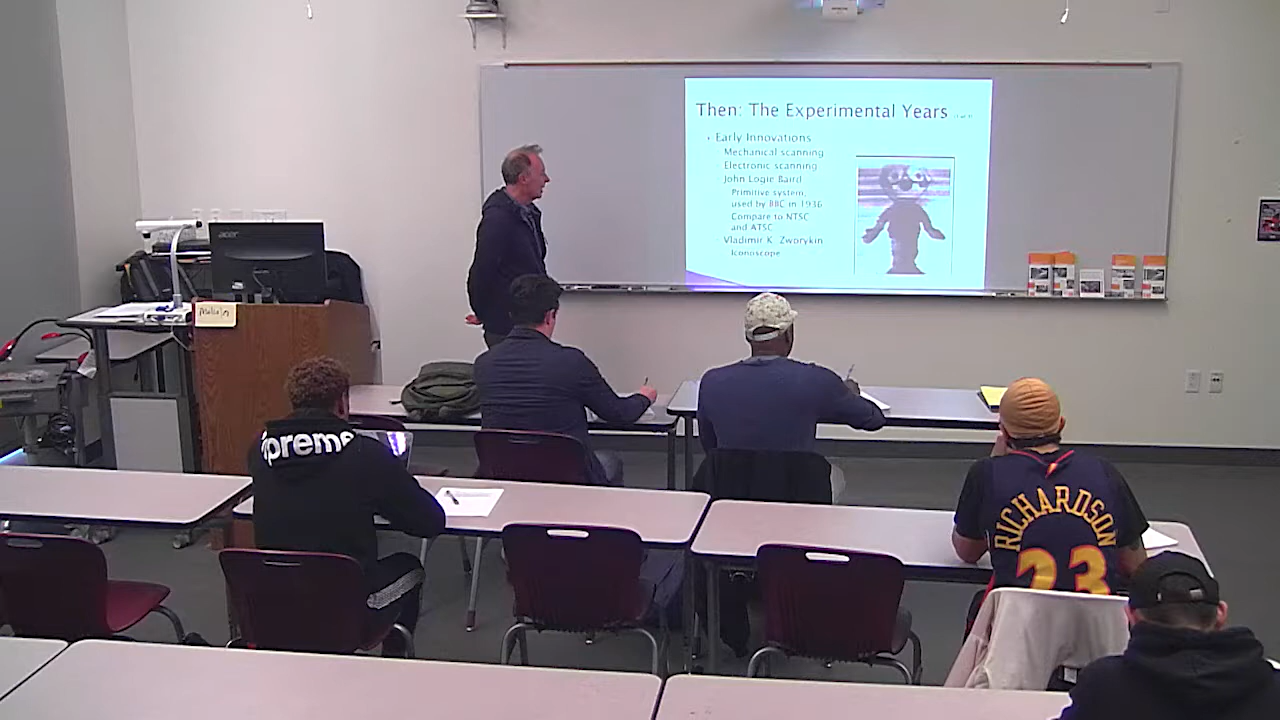 Then: The Experimental Years
Early Innovations
Mechanical scanning
Electronic scanning
John Logie Baird
Primitive system,
used by BBC in 1936
Compare to NTSC
and ATSC
Vladimir K. Zworykin
Iconoscope
acer
preme
RICHARDSON
23